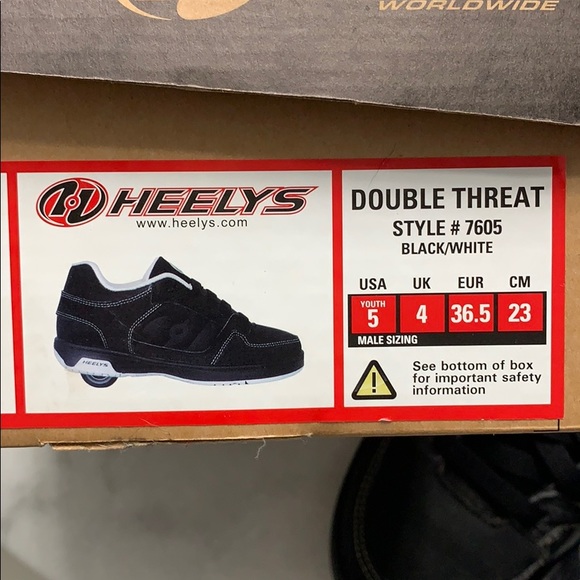 WORLDWIDE
HEELYS
www.heelys.com
HEELYS
DOUBLE THREAT
STYLE # 7605
BLACK/WHITE
USA UK EUR CM
YOUTH
5 4 36.5 23
MALE SIZING
See bottom of box
for important safety
information